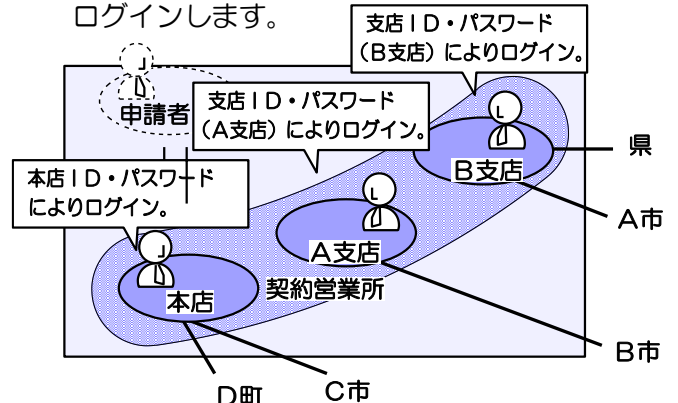 ログインします。
支店ＩＤ・パスワード
（Ｂ支店）によりログイン。
支店ＩＤ・パスワード
（Ａ支店）によりログイン。
申請者
本店ＩＤ・パスワード
によりログイン。
Ｂ支店
県
Ａ市
Ａ支店
契約営業所
本店
Ｂ市
Ｃ市
Ｄ町